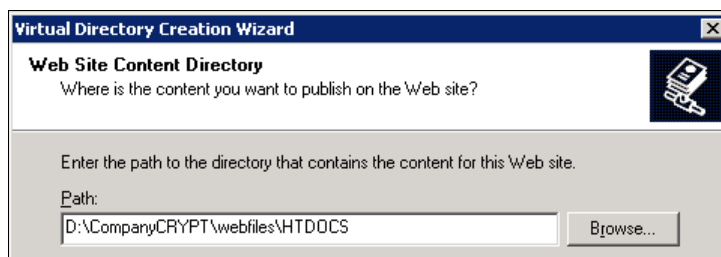 Virtual Directory Creation Wizard
Web Site Content Directory
Where is the content you want to publish on the Web site?
Enter the path to the directory that contains the content for this Web site.
Path:
D:\CompanyCRYPT\webfiles\HTDOCS
Browse...